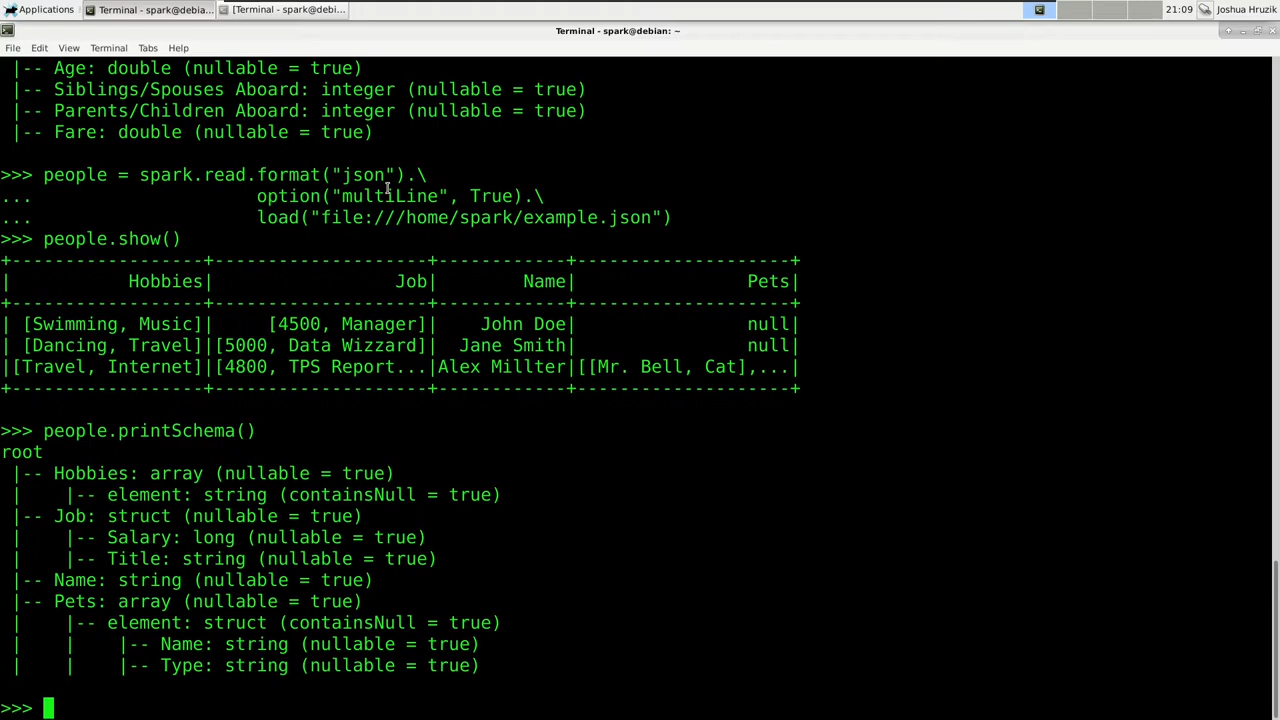 Applications
Terminal - spark@debia...
[Terminal - spark@debi...
21:09
Joshua Hruzik
Terminal - spark@debian: ~
File Edit View Terminal Tabs Help
 |-- Age: double (nullable = true)
 |-- Siblings/Spouses Aboard: integer (nullable = true)
 |-- Parents/Children Aboard: integer (nullable = true)
 |-- Fare: double (nullable = true)
>>> people = spark.read.format("json").\
...                     option("multiLine", True).\
...                     load("file:///home/spark/example.json")
>>> people.show()
+------------------+--------------------+------------+--------------------+
|           Hobbies|                 Job|        Name|                Pets|
+------------------+--------------------+------------+--------------------+
| [Swimming, Music]|     [4500, Manager]|    John Doe|                null|
| [Dancing, Travel]|[5000, Data Wizzard]|  Jane Smith|                null|
|[Travel, Internet]|[4800, TPS Report...|Alex Millter|[[Mr. Bell, Cat],...|
+------------------+--------------------+------------+--------------------+
>>> people.printSchema()
root
 |-- Hobbies: array (nullable = true)
 |    |-- element: string (containsNull = true)
 |-- Job: struct (nullable = true)
 |    |-- Salary: long (nullable = true)
 |    |-- Title: string (nullable = true)
 |-- Name: string (nullable = true)
 |-- Pets: array (nullable = true)
 |    |-- element: struct (containsNull = true)
 |    |    |-- Name: string (nullable = true)
 |    |    |-- Type: string (nullable = true)
>>>